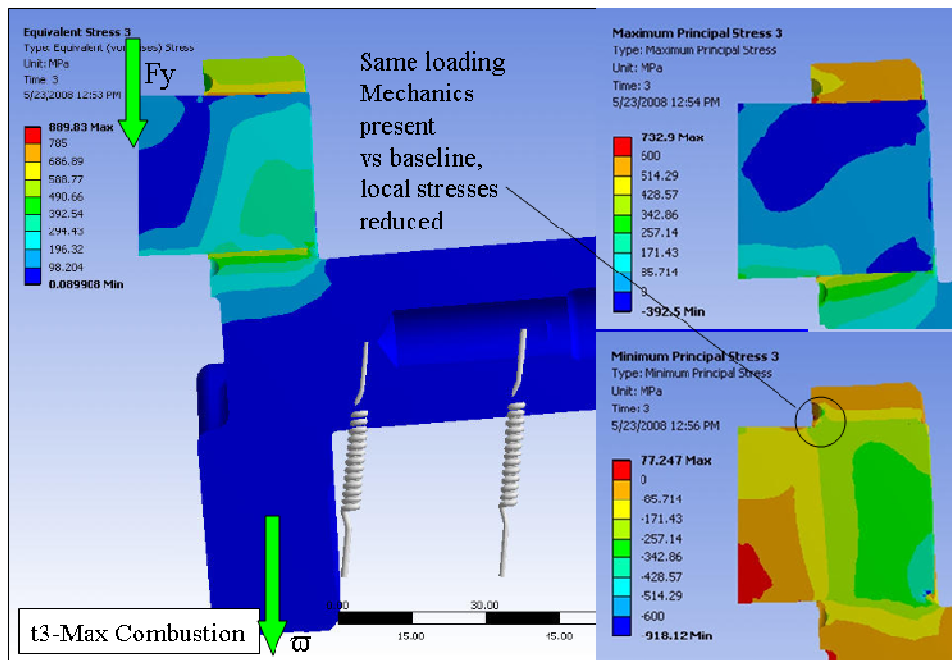 Equivalent Stress 3
Type: Equivalent (von-Mises) Stress
Unit: MPa
Time: 3
5/23/2008 12:53 PM
889.83 Max
785
686.89
588.77
490.66
392.54
294.43
196.32
98.204
0.089908 Min
Fy
Same loading
Mechanics
present
vs baseline,
local stresses
reduced
Maximum Principal Stress 3
Type: Maximum Principal Stress
Unit: MPa
Time: 3
5/23/2008 12:54 PM
732.9 Max
600
514.29
428.57
342.86
257.14
171.43
85.714
0
-392.5 Min
Minimum Principal Stress 3
Type: Minimum Principal Stress
Unit: MPa
Time: 3
5/23/2008 12:56 PM
77.247 Max
0
-85.714
-171.43
-257.14
-342.86
-428.57
-514.29
-600
-918.12 Min
t3-Max Combustion
ϖ
0.00
30.00
15.00
45.00